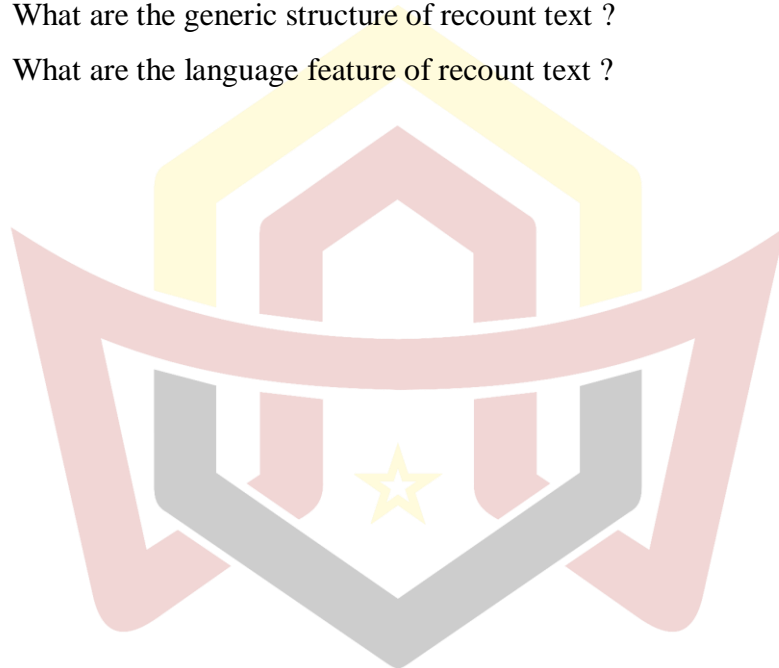 What are the generic structure of recount text ?
What are the language feature of recount text ?